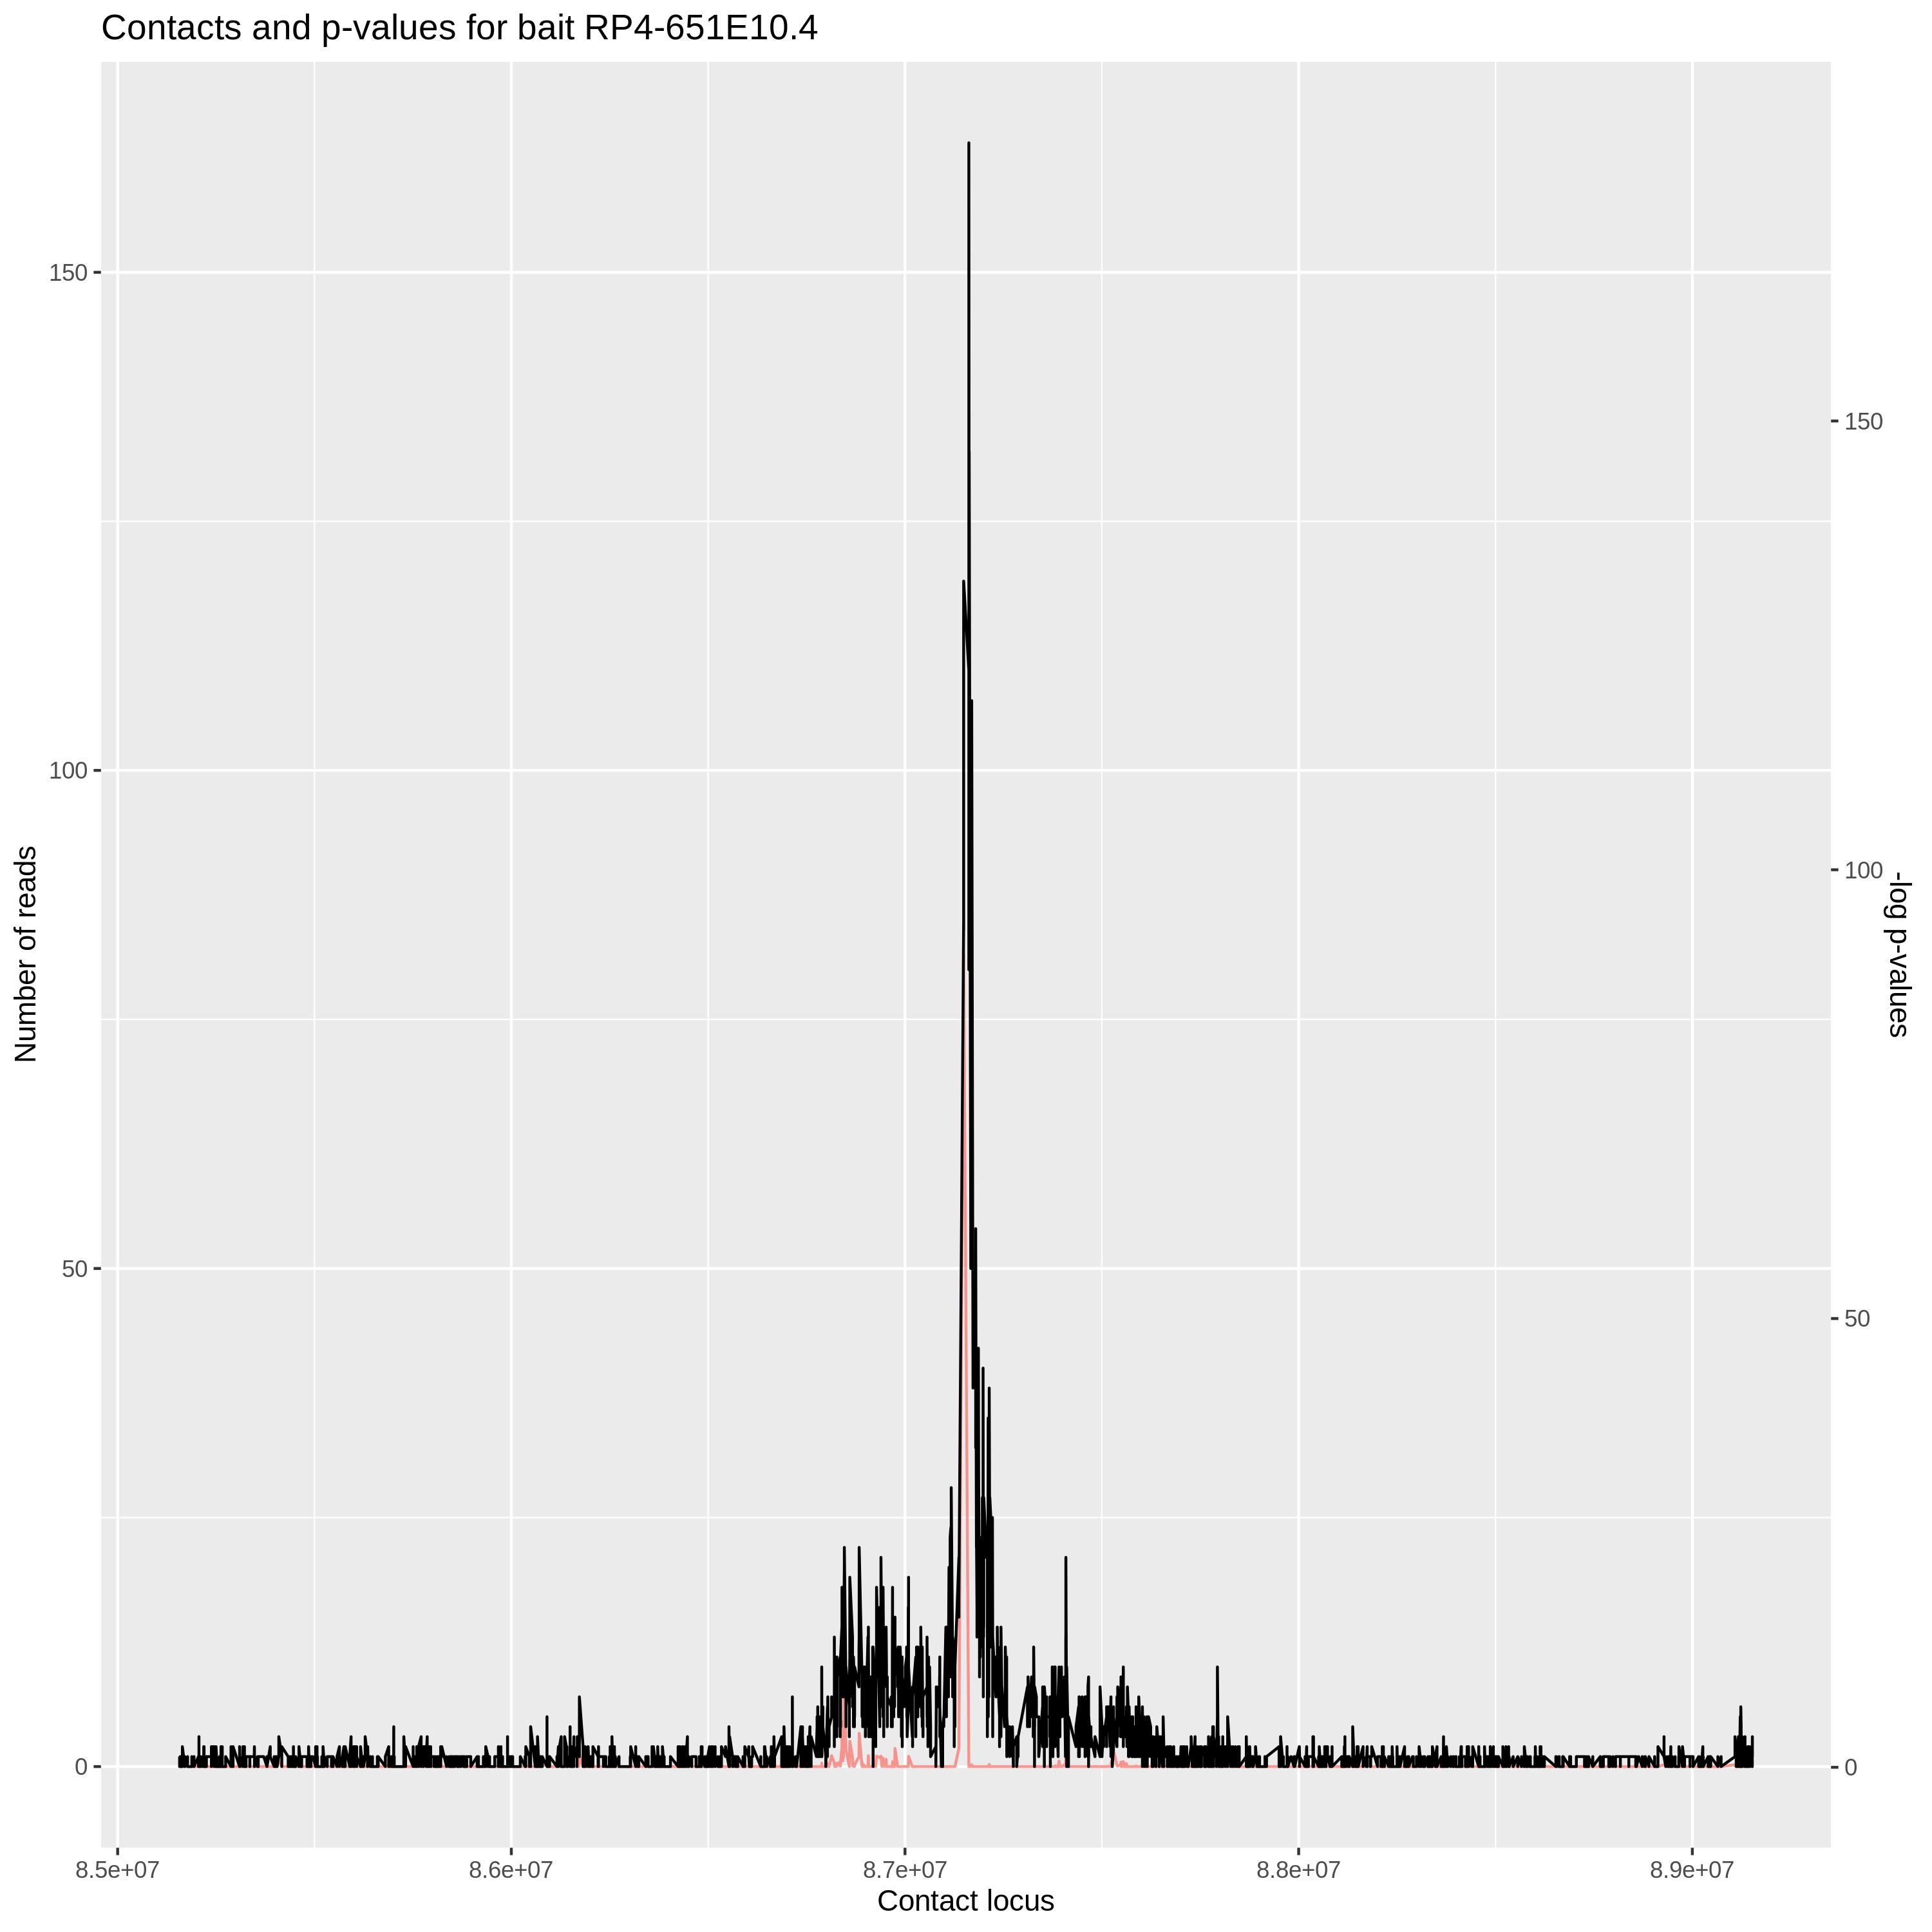 Contacts and p-values for bait RP4-651E10.4
150
100
50
0
Number of reads
150
100
50
0
-log p-values
8.5e+07
8.6e+07
8.7e+07
8.8e+07
8.9e+07
Contact locus